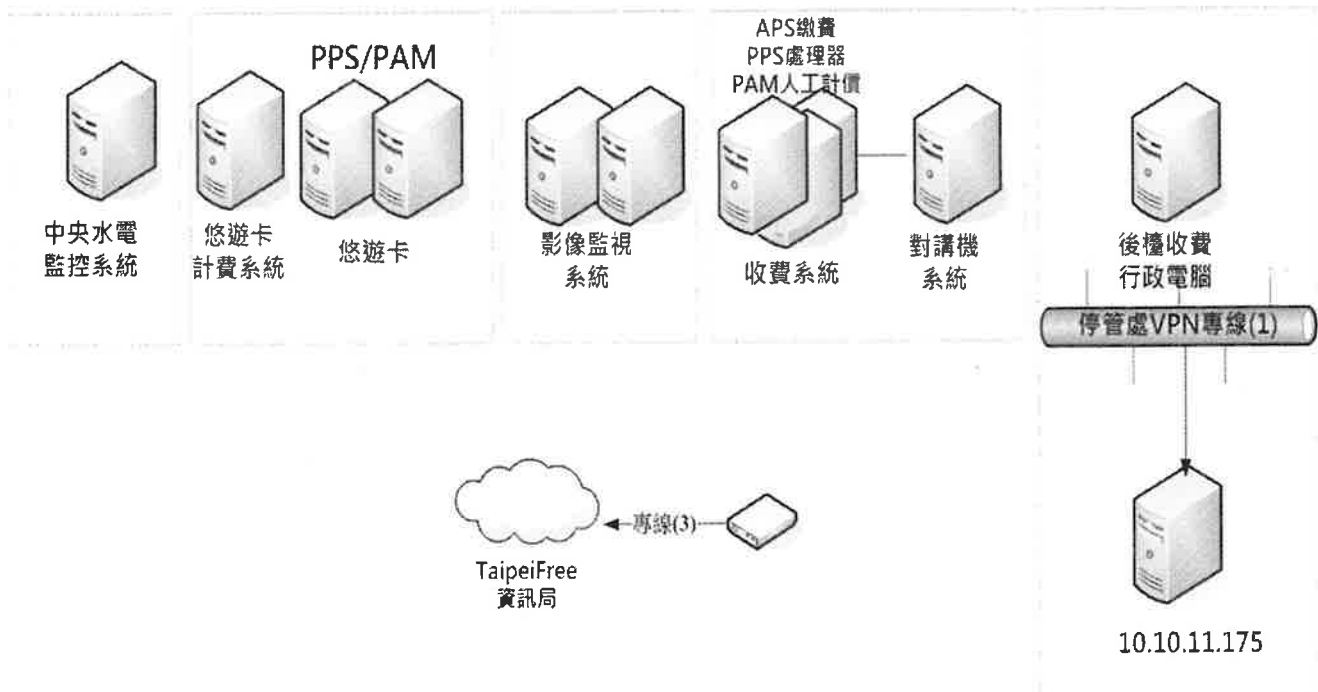 PPS/PAM
APS繳費
PPS處理器
PAM人工計價
中央水電
監控系統
悠遊卡
計費系統
悠遊卡
影像監視
系統
收費系統
對講機
系統
後檯收費
行政電腦
停管處VPN專線(1)
專線(3)
TaipeiFree
資訊局
10.10.11.175